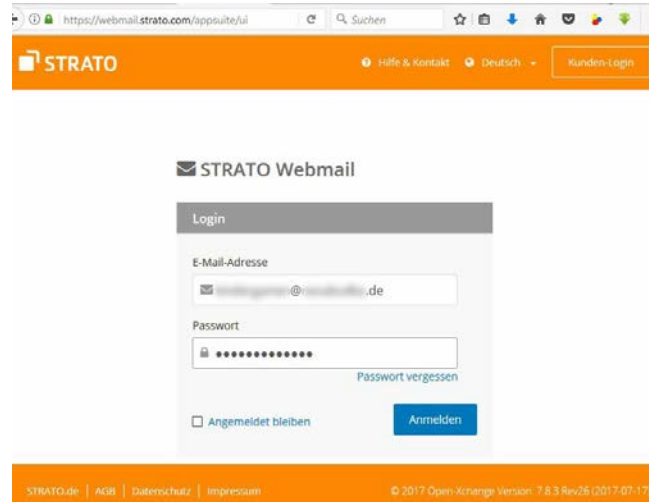 https://webmail.strato.com/appsuite/ui Suchen
STRATO Hilfe & Kontakt Deutsch Kunden-Login
STRATO Webmail
Login
E-Mail-Adresse
@ .de
Passwort
Passwort vergessen
Angemeldet bleiben Anmelden
STRATO.de | AGB | Datenschutz | Impressum © 2017 Open-Xchange Version: 7.8.3 Rev26 (2017-07-17